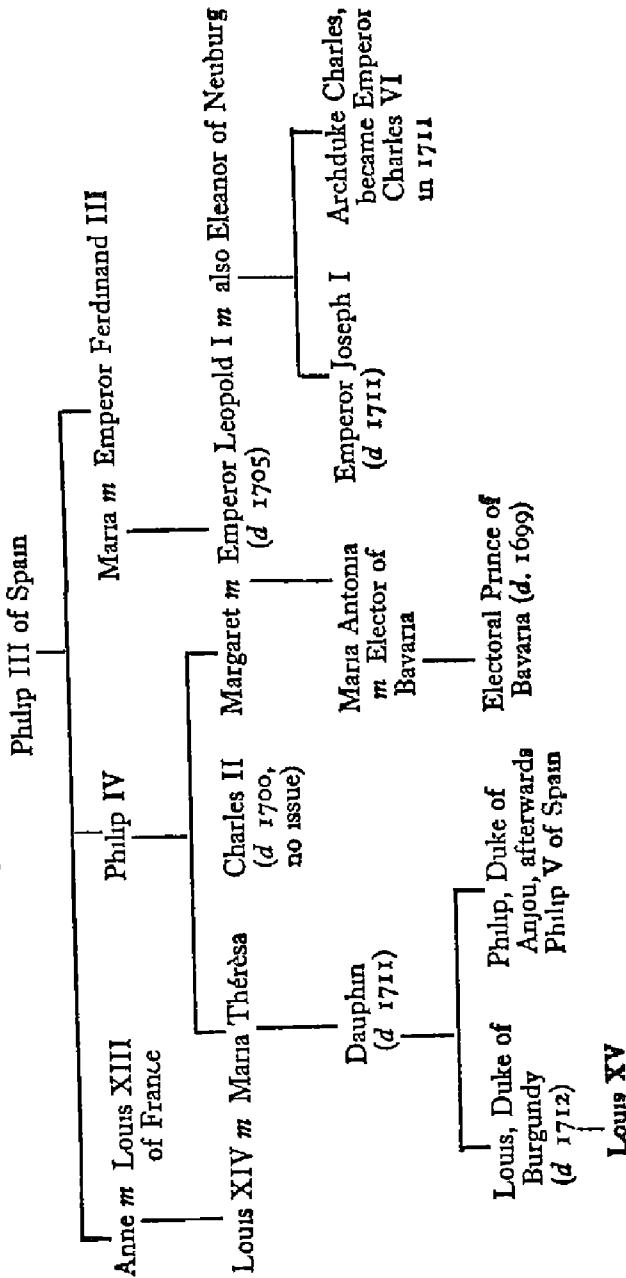 Philip III of Spain
Anne m Louis XIII
of France
Philip IV
Maria m Emperor Ferdinand III
Louis XIV m Maria Thérèsa
Charles II
(d 1700,
no issue)
Margaret m Emperor Leopold I m also Eleanor of Neuburg
(d 1705)
Dauphin
(d 1711)
Maria Antonia
m Elector of
Bavaria
Emperor Joseph I
(d 1711)
Archduke Charles,
became Emperor
Charles VI
in 1711
Louis, Duke of
Burgundy
(d 1712)
Philip, Duke of
Anjou, afterwards
Philip V of Spain
Electoral Prince of
Bavaria (d. 1699)
Louis XV